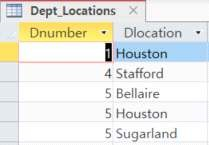 Dept_Locations
Dnumber Dlocation
1 Houston
4 Stafford
5 Bellaire
5 Houston
5 Sugarland